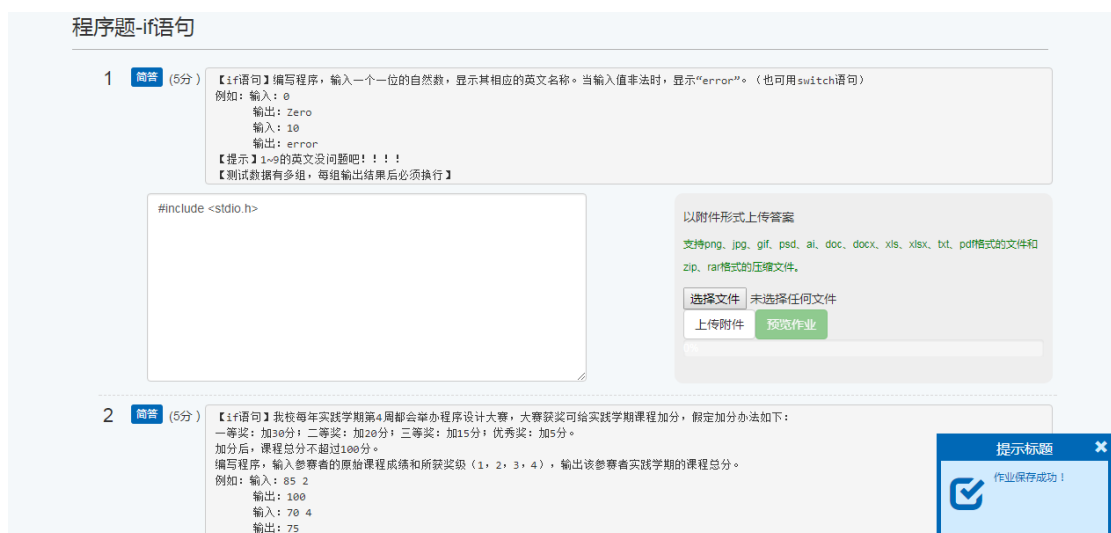 程序题-if语句
1 简答 (5分) 【if语句】编写程序，输入一个一位的自然数，显示其相应的英文名称。当输入值非法时，显示“error”。（也可用switch语句）
例如：输入：0
输出：Zero
输入：10
输出：error
【提示】1~9的英文没问题吧！！！！
【测试数据有多组，每组输出结果后必须换行】
#include <stdio.h>
以附件形式上传答案
支持png、jpg、gif、psd、ai、doc、docx、xls、xlsx、txt、pdf格式的文件和
zip、rar格式的压缩文件。
选择文件 未选择任何文件
上传附件 预览作业
0%
2 简答 (5分) 【if语句】我校每年实践学期第4周都会举办程序设计大赛，大赛获奖可给实践学期课程加分，假定加分办法如下：
一等奖：加30分；二等奖：加20分；三等奖：加15分；优秀奖：加5分。
加分后，课程总分不超过100分。
编写程序，输入参赛者的原始课程成绩和所获奖级（1，2，3，4），输出该参赛者实践学期的课程总分。
例如：输入：85 2
输出：100
输入：70 4
输出：75
提示标题 ×
作业保存成功！